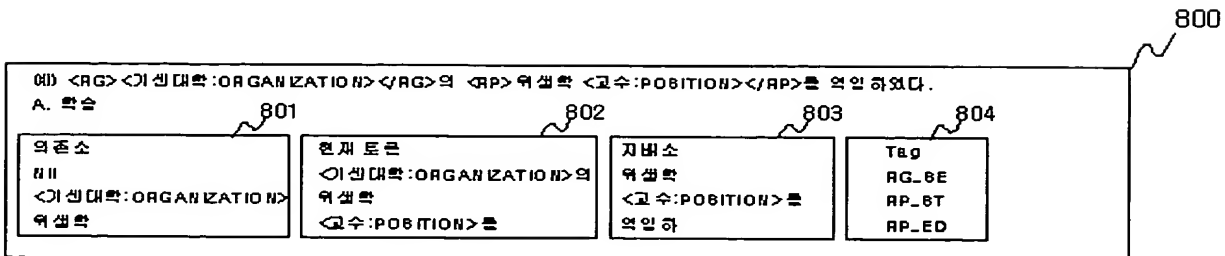 800
예) <RG><기센대학:ORGANIZATION></RG>의 <RP>위생학 <교수:POSITION></RP>를 역임하였다.
A. 학습
801 802 803 804
의존소 현재 토큰 지배소 Tag
Nil <기센대학:ORGANIZATION>의 위생학 RG_BE
<기센대학:ORGANIZATION> 위생학 <교수:POSITION>를 RP_BT
위생학 <교수:POSITION>를 역임하 RP_ED